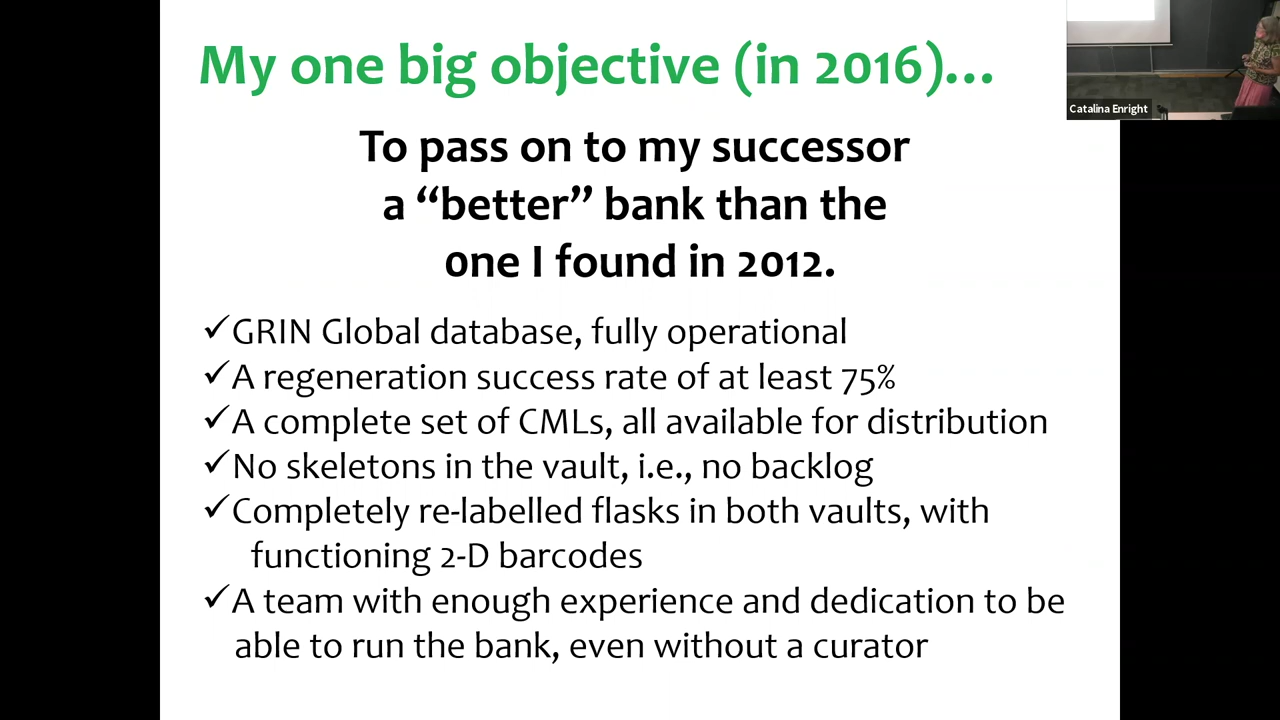 My one big objective (in 2016)...
To pass on to my successor
a “better” bank than the
one I found in 2012.
✓GRIN Global database, fully operational
✓A regeneration success rate of at least 75%
✓A complete set of CMLs, all available for distribution
✓No skeletons in the vault, i.e., no backlog
✓Completely re-labelled flasks in both vaults, with
functioning 2-D barcodes
✓A team with enough experience and dedication to be
able to run the bank, even without a curator
Catalina Enright